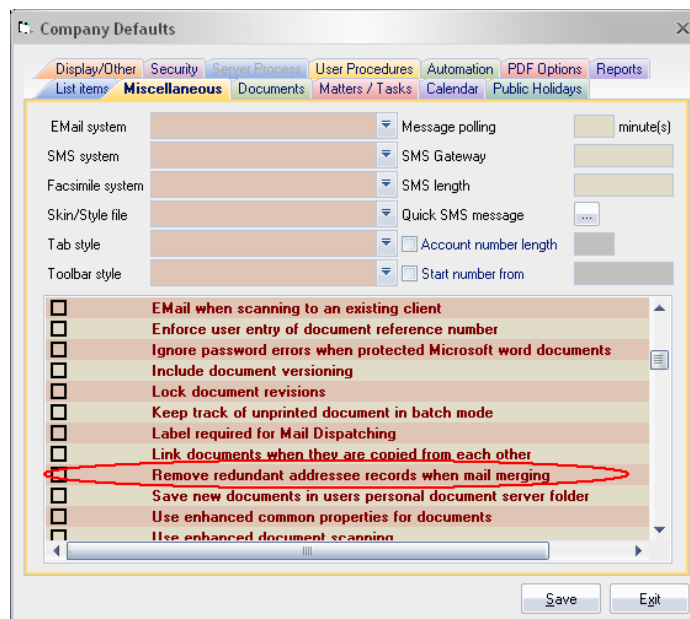 Company Defaults
Display/Other Security Server Process User Procedures Automation PDF Options Reports
List items Miscellaneous Documents Matters / Tasks Calendar Public Holidays
EMail system Message polling minute(s)
SMS system SMS Gateway
Facsimile system SMS length
Skin/Style file Quick SMS message ...
Tab style Account number length
Toolbar style Start number from
EMail when scanning to an existing client
Enforce user entry of document reference number
Ignore password errors when protected Microsoft word documents
Include document versioning
Lock document revisions
Keep track of unprinted document in batch mode
Label required for Mail Dispatching
Link documents when they are copied from each other
Remove redundant addressee records when mail merging
Save new documents in users personal document server folder
Use enhanced common properties for documents
Use enhanced document scanning
Save Exit